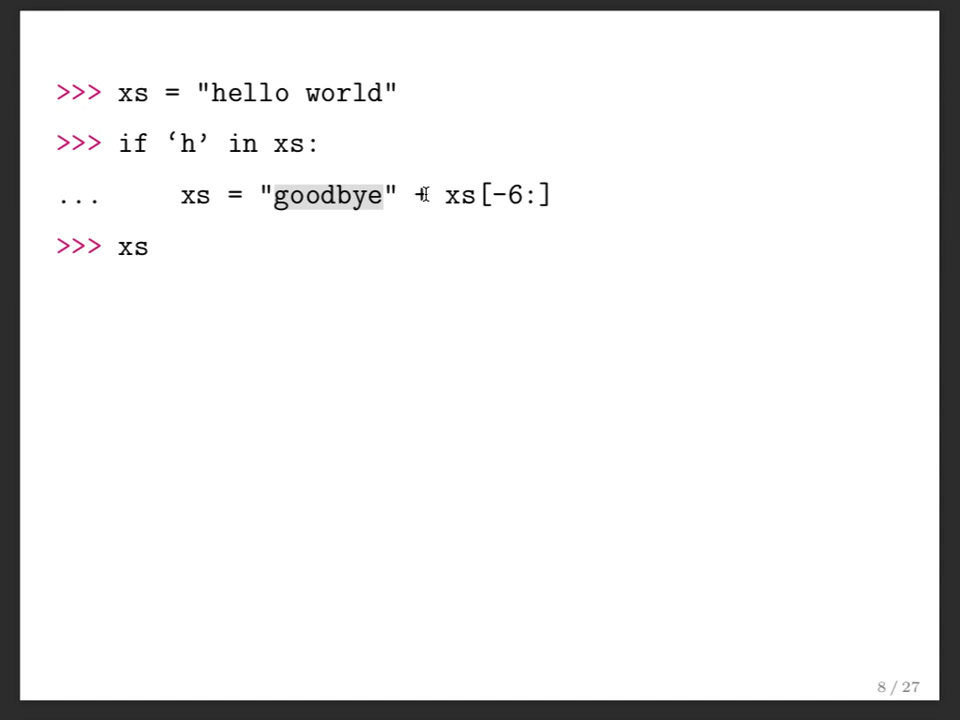 >>> xs = "hello world"
>>> if ‘h’ in xs:
...     xs = "goodbye" + xs[-6:]
>>> xs
8 / 27